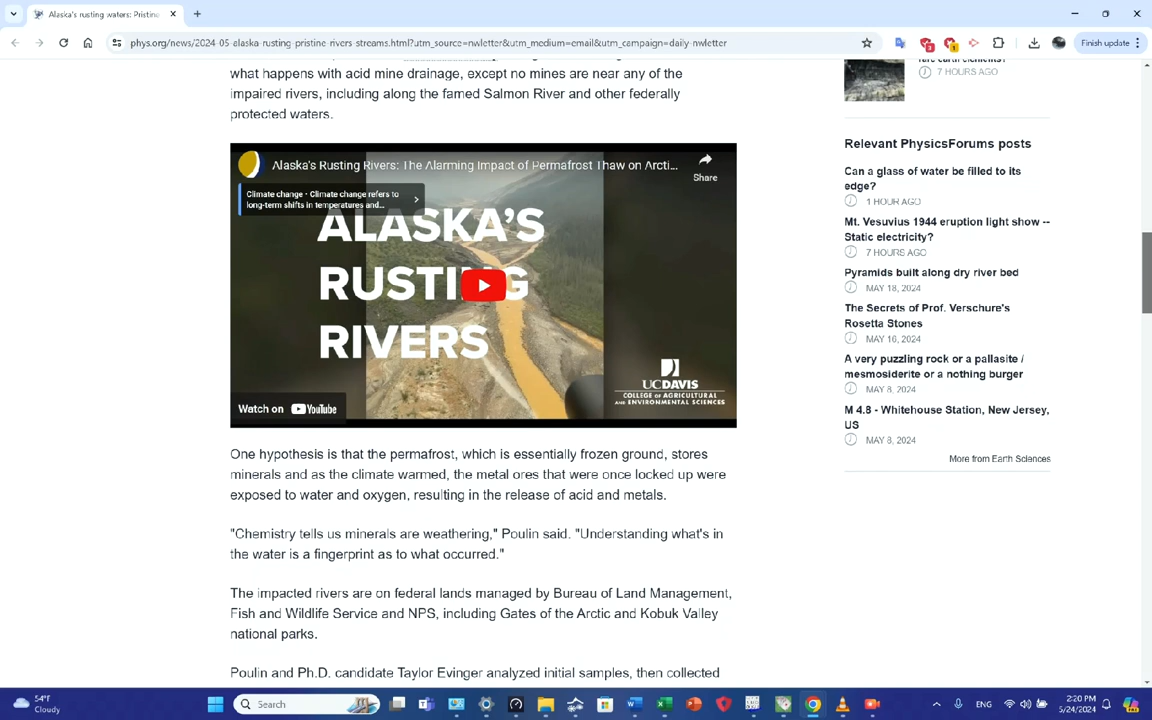 Alaska's rusting waters: Pristine
phys.org/news/2024-05-alaska-rusting-pristine-rivers-streams.html?utm_source=nwletter&utm_medium=email&utm_campaign=daily-nwletter
Finish update
what happens with acid mine drainage, except no mines are near any of the
impaired rivers, including along the famed Salmon River and other federally
protected waters.
Alaska's Rusting Rivers: The Alarming Impact of Permafrost Thaw on Arcti...
Share
Climate change · Climate change refers to
long-term shifts in temperatures and...
ALASKA'S
RUSTING
RIVERS
UCDAVIS
COLLEGE OF AGRICULTURAL
AND ENVIRONMENTAL SCIENCES
Watch on YouTube
One hypothesis is that the permafrost, which is essentially frozen ground, stores
minerals and as the climate warmed, the metal ores that were once locked up were
exposed to water and oxygen, resulting in the release of acid and metals.
"Chemistry tells us minerals are weathering," Poulin said. "Understanding what's in
the water is a fingerprint as to what occurred."
The impacted rivers are on federal lands managed by Bureau of Land Management,
Fish and Wildlife Service and NPS, including Gates of the Arctic and Kobuk Valley
national parks.
Poulin and Ph.D. candidate Taylor Evinger analyzed initial samples, then collected
rare earth elements?
7 HOURS AGO
Relevant PhysicsForums posts
Can a glass of water be filled to its
edge?
1 HOUR AGO
Mt. Vesuvius 1944 eruption light show --
Static electricity?
7 HOURS AGO
Pyramids built along dry river bed
MAY 18, 2024
The Secrets of Prof. Verschure's
Rosetta Stones
MAY 16, 2024
A very puzzling rock or a pallasite /
mesmosiderite or a nothing burger
MAY 8, 2024
M 4.8 - Whitehouse Station, New Jersey,
US
MAY 8, 2024
More from Earth Sciences
54°F
Cloudy
Search
ENG
2:20 PM
5/24/2024